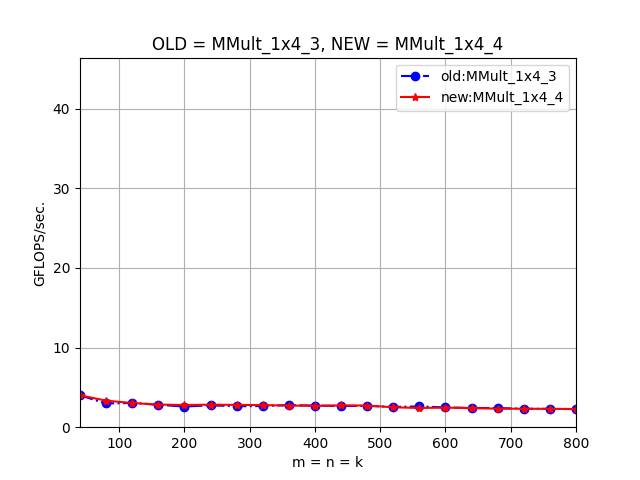 OLD = MMult_1x4_3, NEW = MMult_1x4_4
old:MMult_1x4_3
new:MMult_1x4_4
GFLOPS/sec.
40
30
20
10
0
100 200 300 400 500 600 700 800
m = n = k